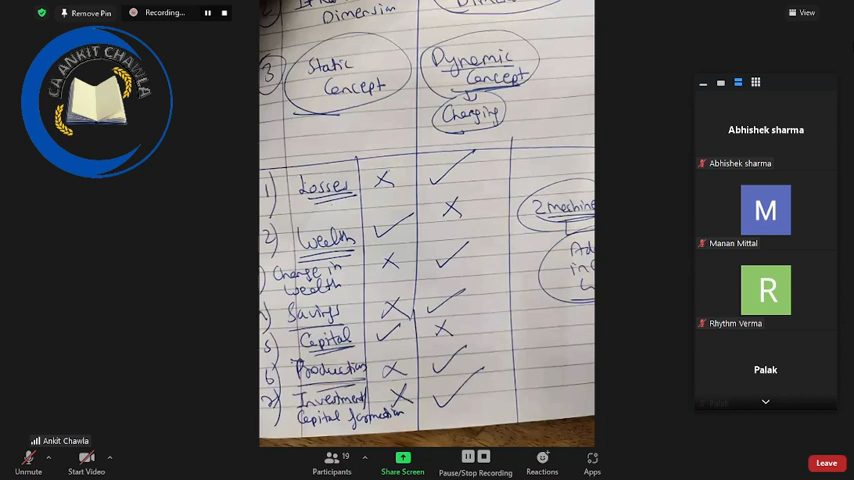 Remove Pin
Recording...
View
CA ANKIT CHAWLA
Dimension
3
Static
Concept
Dynamic
Concept
Changing
1) Losses
2) Wealth
Change in
Wealth
Savings
5 Capital
6 Production
Investment/
Capital formation
2 machine
Abhishek sharma
Abhishek sharma
M
Manan Mittal
R
Rhythm Verma
Palak
Palak
Ankit Chawla
Unmute
Start Video
19
Participants
Share Screen
Pause/Stop Recording
Reactions
Apps
Leave